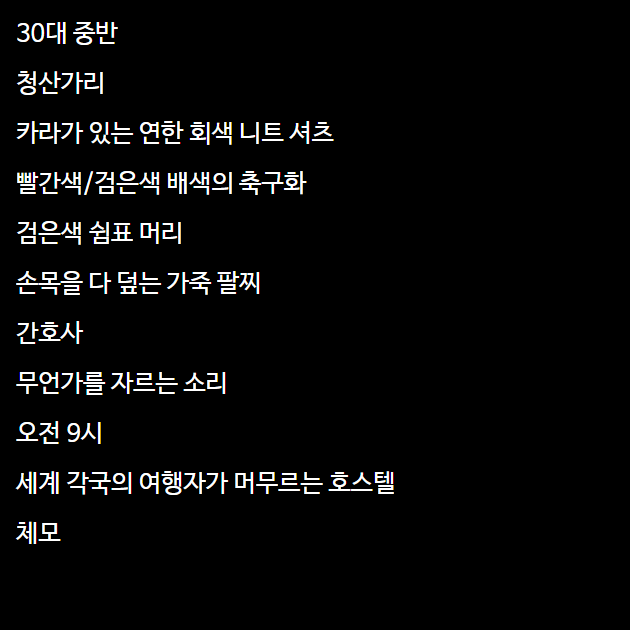 30대 중반
청산가리
카라가 있는 연한 회색 니트 셔츠
빨간색/검은색 배색의 축구화
검은색 쉼표 머리
손목을 다 덮는 가죽 팔찌
간호사
무언가를 자르는 소리
오전 9시
세계 각국의 여행자가 머무르는 호스텔
체모